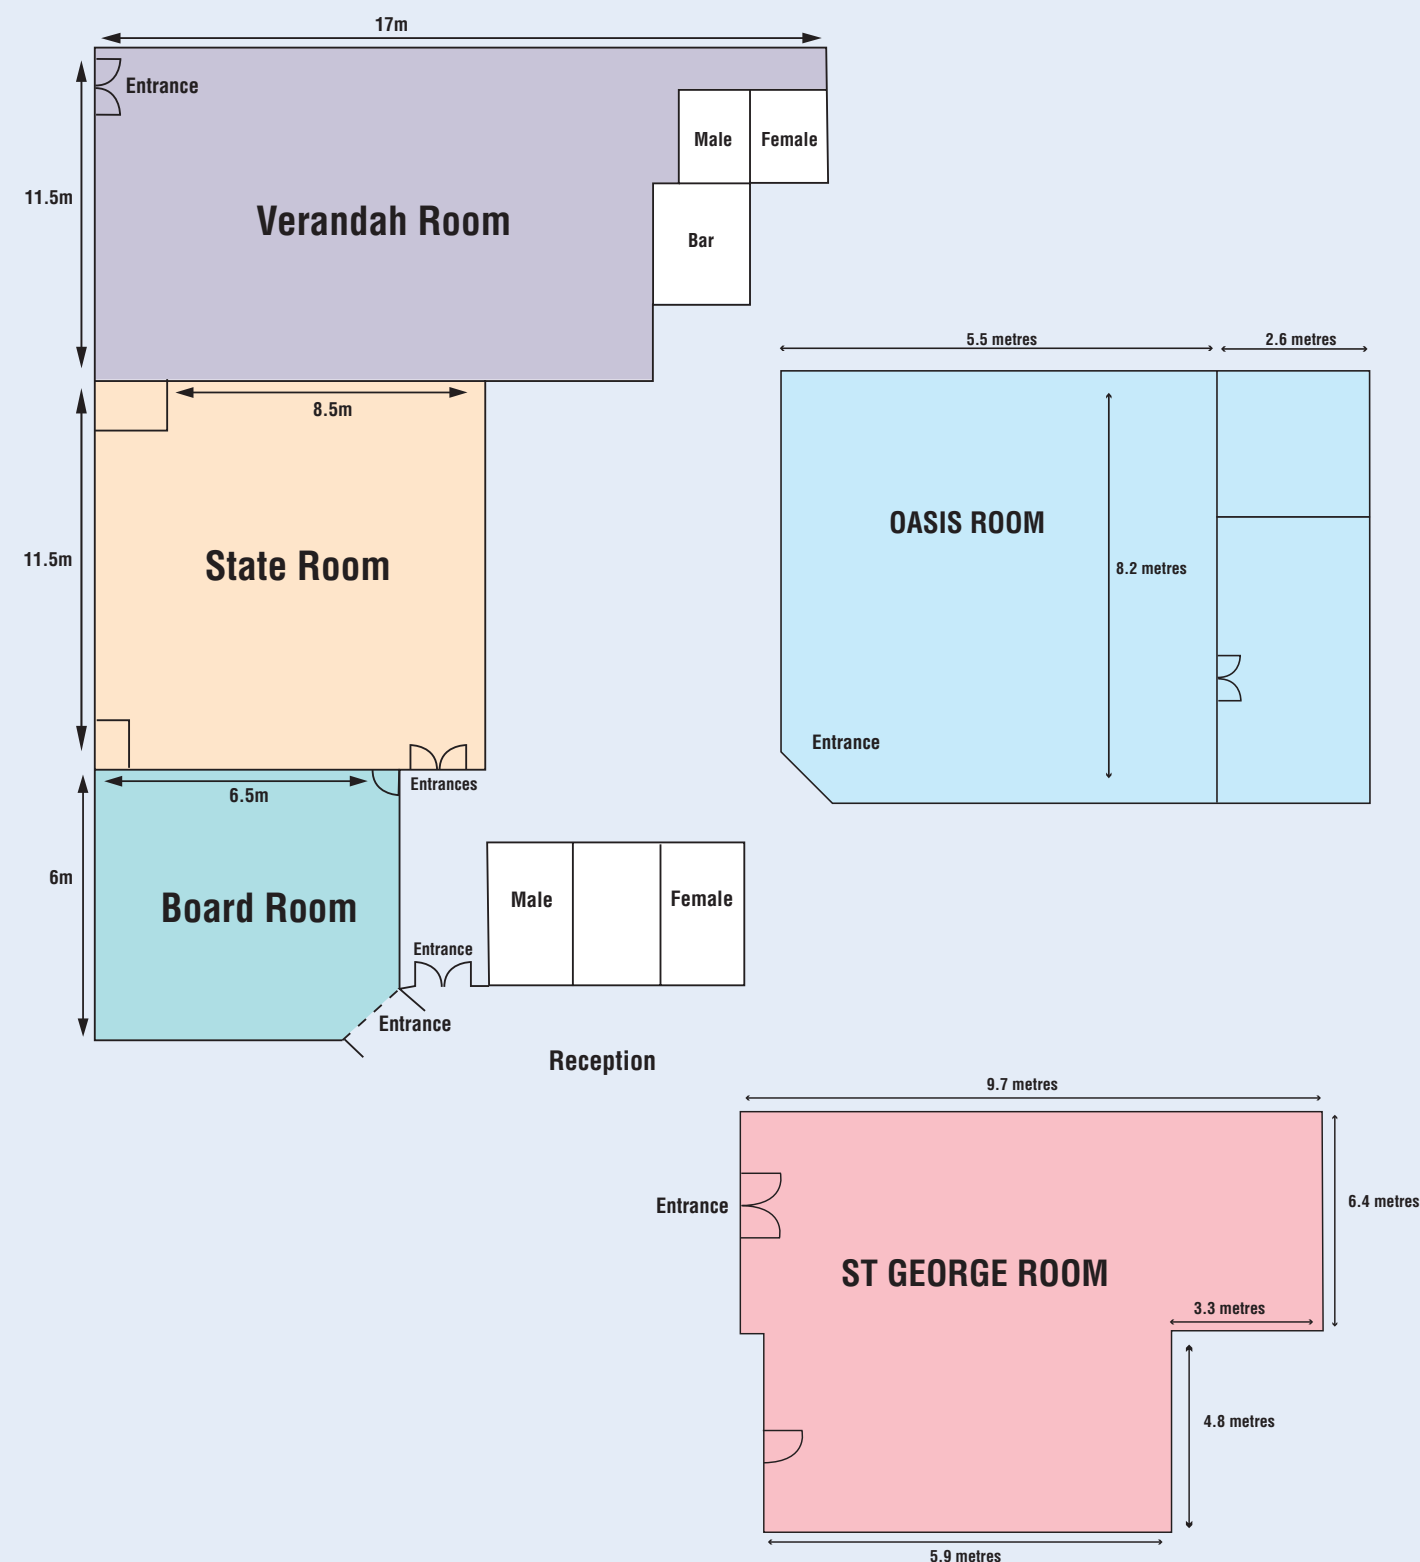 17m
Entrance
Male
Female
11.5m
Verandah Room
Bar
8.5m
11.5m
State Room
Entrances
6.5m
6m
Board Room
Male
Female
Entrance
Entrance
Reception
5.5 metres
2.6 metres
OASIS ROOM
8.2 metres
Entrance
9.7 metres
Entrance
6.4 metres
ST GEORGE ROOM
3.3 metres
4.8 metres
5.9 metres